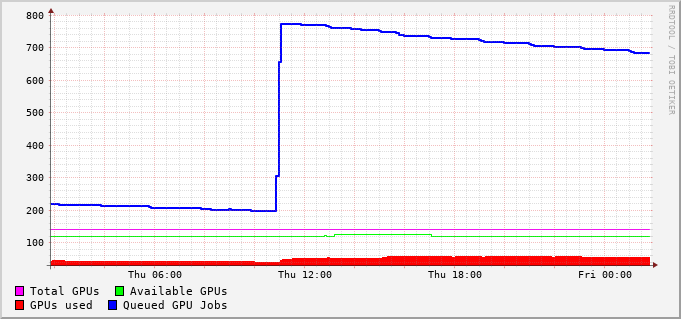 800
700
600
500
400
300
200
100
Thu 06:00 Thu 12:00 Thu 18:00 Fri 00:00
Total GPUs Available GPUs
GPUs used Queued GPU Jobs
RRDTOOL / TOBI OETIKER